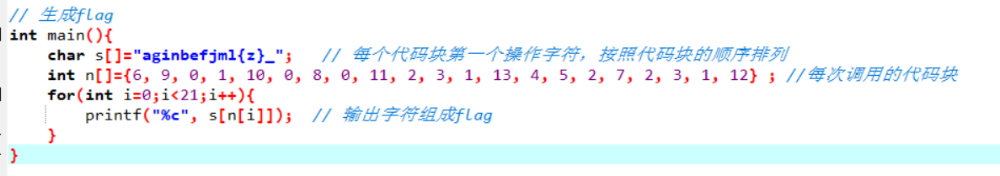 // 生成flag
int main(){
char s[]="aginbefjml{z}_"; // 每个代码块第一个操作字符，按照代码块的顺序排列
int n[]={6, 9, 0, 1, 10, 0, 8, 0, 11, 2, 3, 1, 13, 4, 5, 2, 7, 2, 3, 1, 12} ; //每次调用的代码块
for(int i=0;i<21;i++){
printf("%c", s[n[i]]); // 输出字符组成flag
}
}